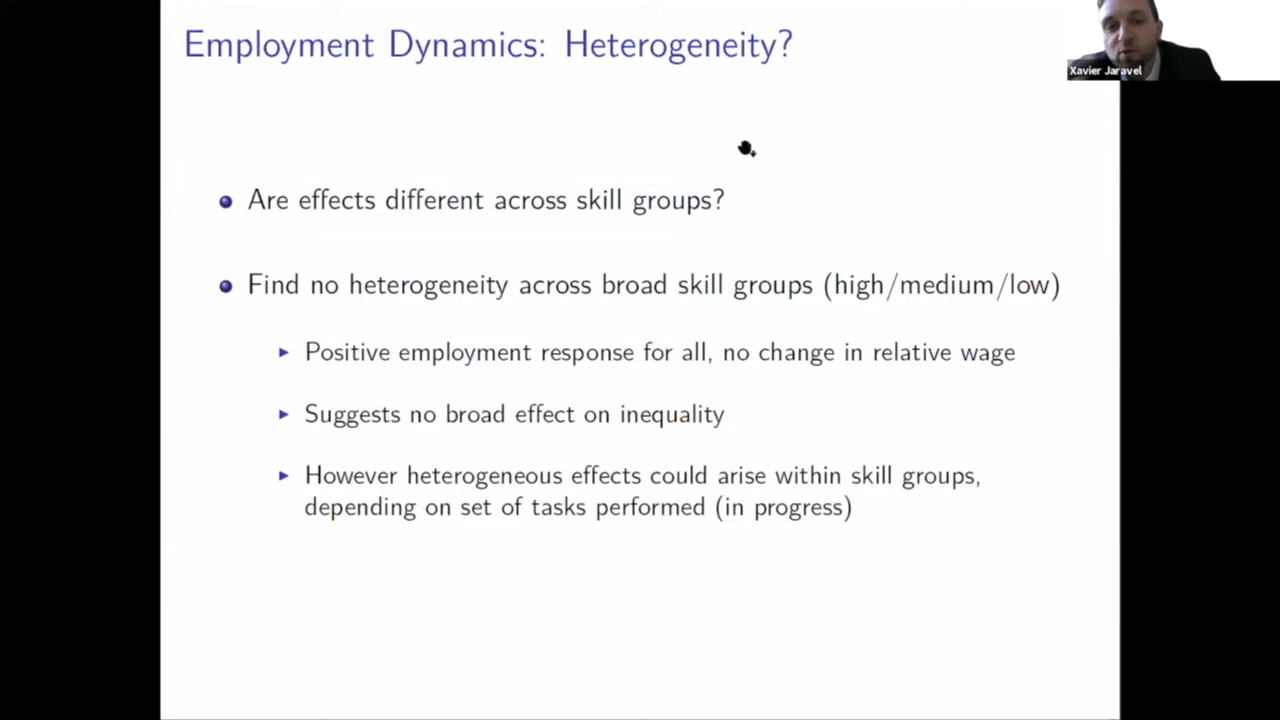 Employment Dynamics: Heterogeneity?
Xavier Jaravel
Are effects different across skill groups?
Find no heterogeneity across broad skill groups (high/medium/low)
Positive employment response for all, no change in relative wage
Suggests no broad effect on inequality
However heterogeneous effects could arise within skill groups,
depending on set of tasks performed (in progress)